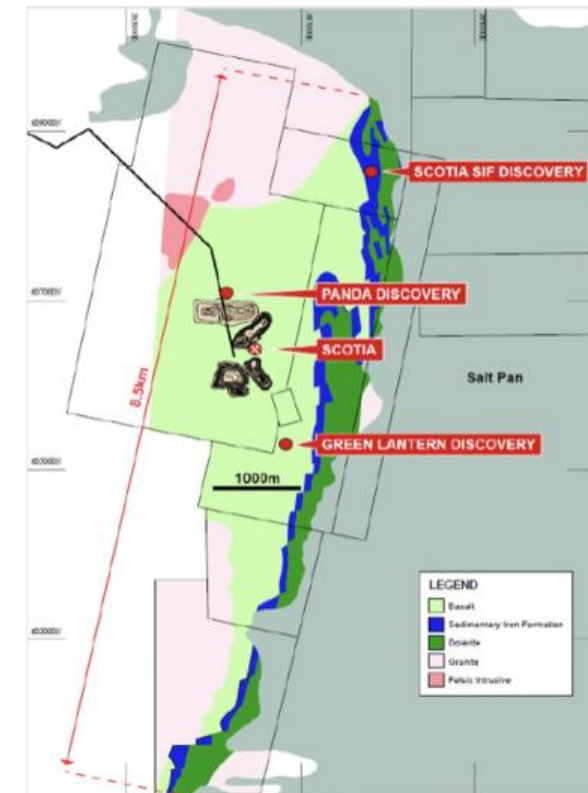 SCOTIA SIF DISCOVERY
PANDA DISCOVERY
SCOTIA
Salt Pan
8.5km
GREEN LANTERN DISCOVERY
1000m
LEGEND
Basalt
Sedimentary Iron Formation
Dolerite
Granite
Felsic Intrusive